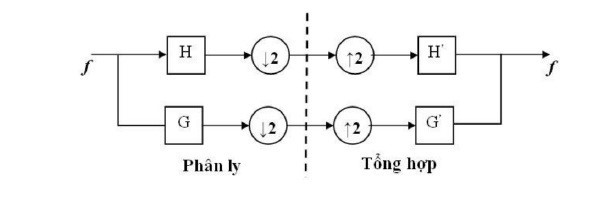 H ↓2 ↑2 H'
f f
G ↓2 ↑2 G'
Phân ly Tổng hợp